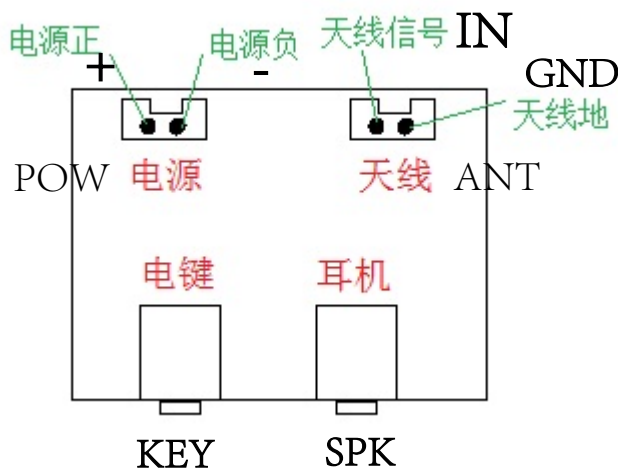 电源正
+
电源负
-
天线信号 IN
GND
天线地
POW 电源
天线 ANT
电键
耳机
KEY
SPK